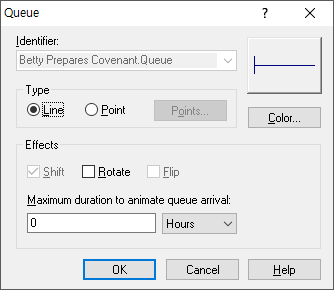 Queue
Identifier:
Betty Prepares Covenant.Queue
Type
Line
Point
Points...
Color...
Effects
Shift
Rotate
Flip
Maximum duration to animate queue arrival:
0
Hours
OK
Cancel
Help